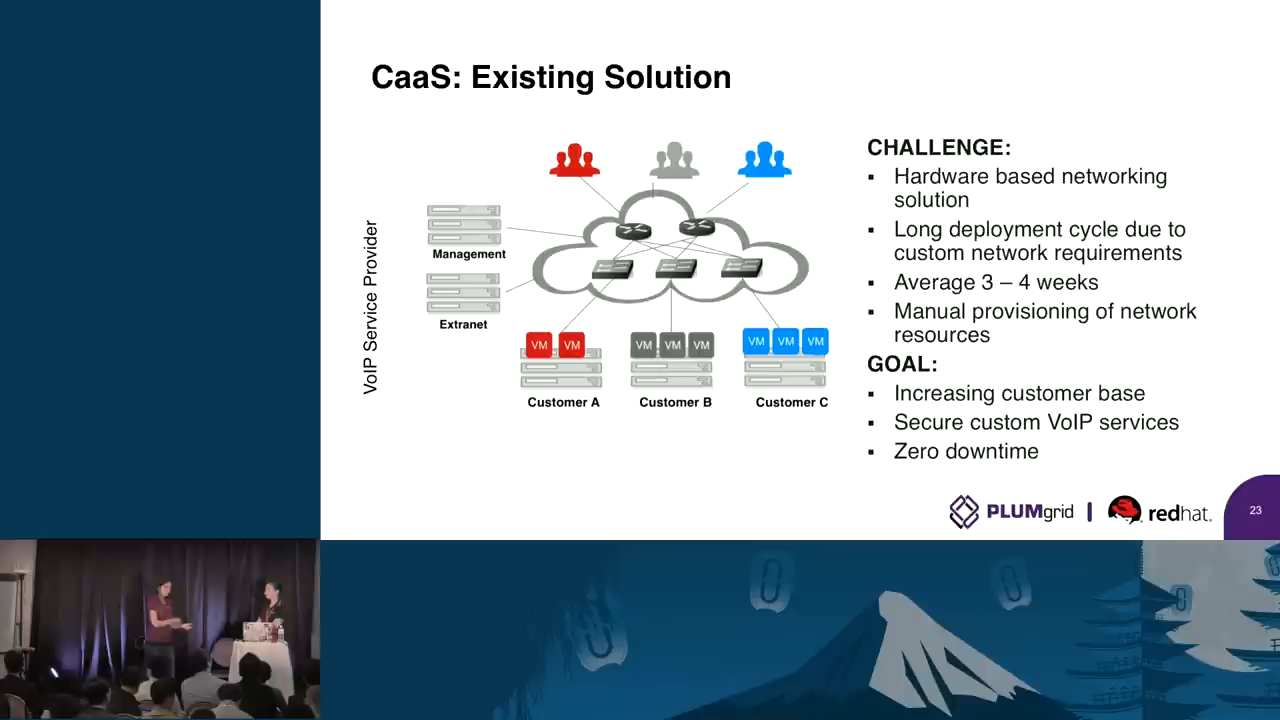 CaaS: Existing Solution
VoIP Service Provider
Management
Extranet
VM VM
VM VM VM
VM VM VM
Customer A
Customer B
Customer C
CHALLENGE:
▪ Hardware based networking
solution
▪ Long deployment cycle due to
custom network requirements
▪ Average 3 – 4 weeks
▪ Manual provisioning of network
resources
GOAL:
▪ Increasing customer base
▪ Secure custom VoIP services
▪ Zero downtime
PLUMgrid | redhat.
23